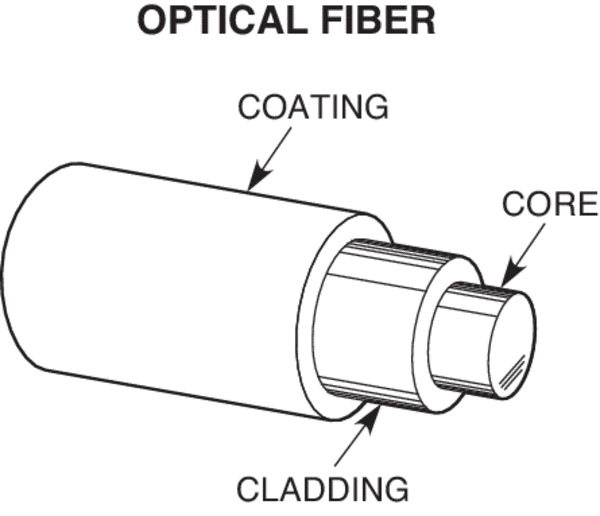 OPTICAL FIBER
COATING
CORE
CLADDING